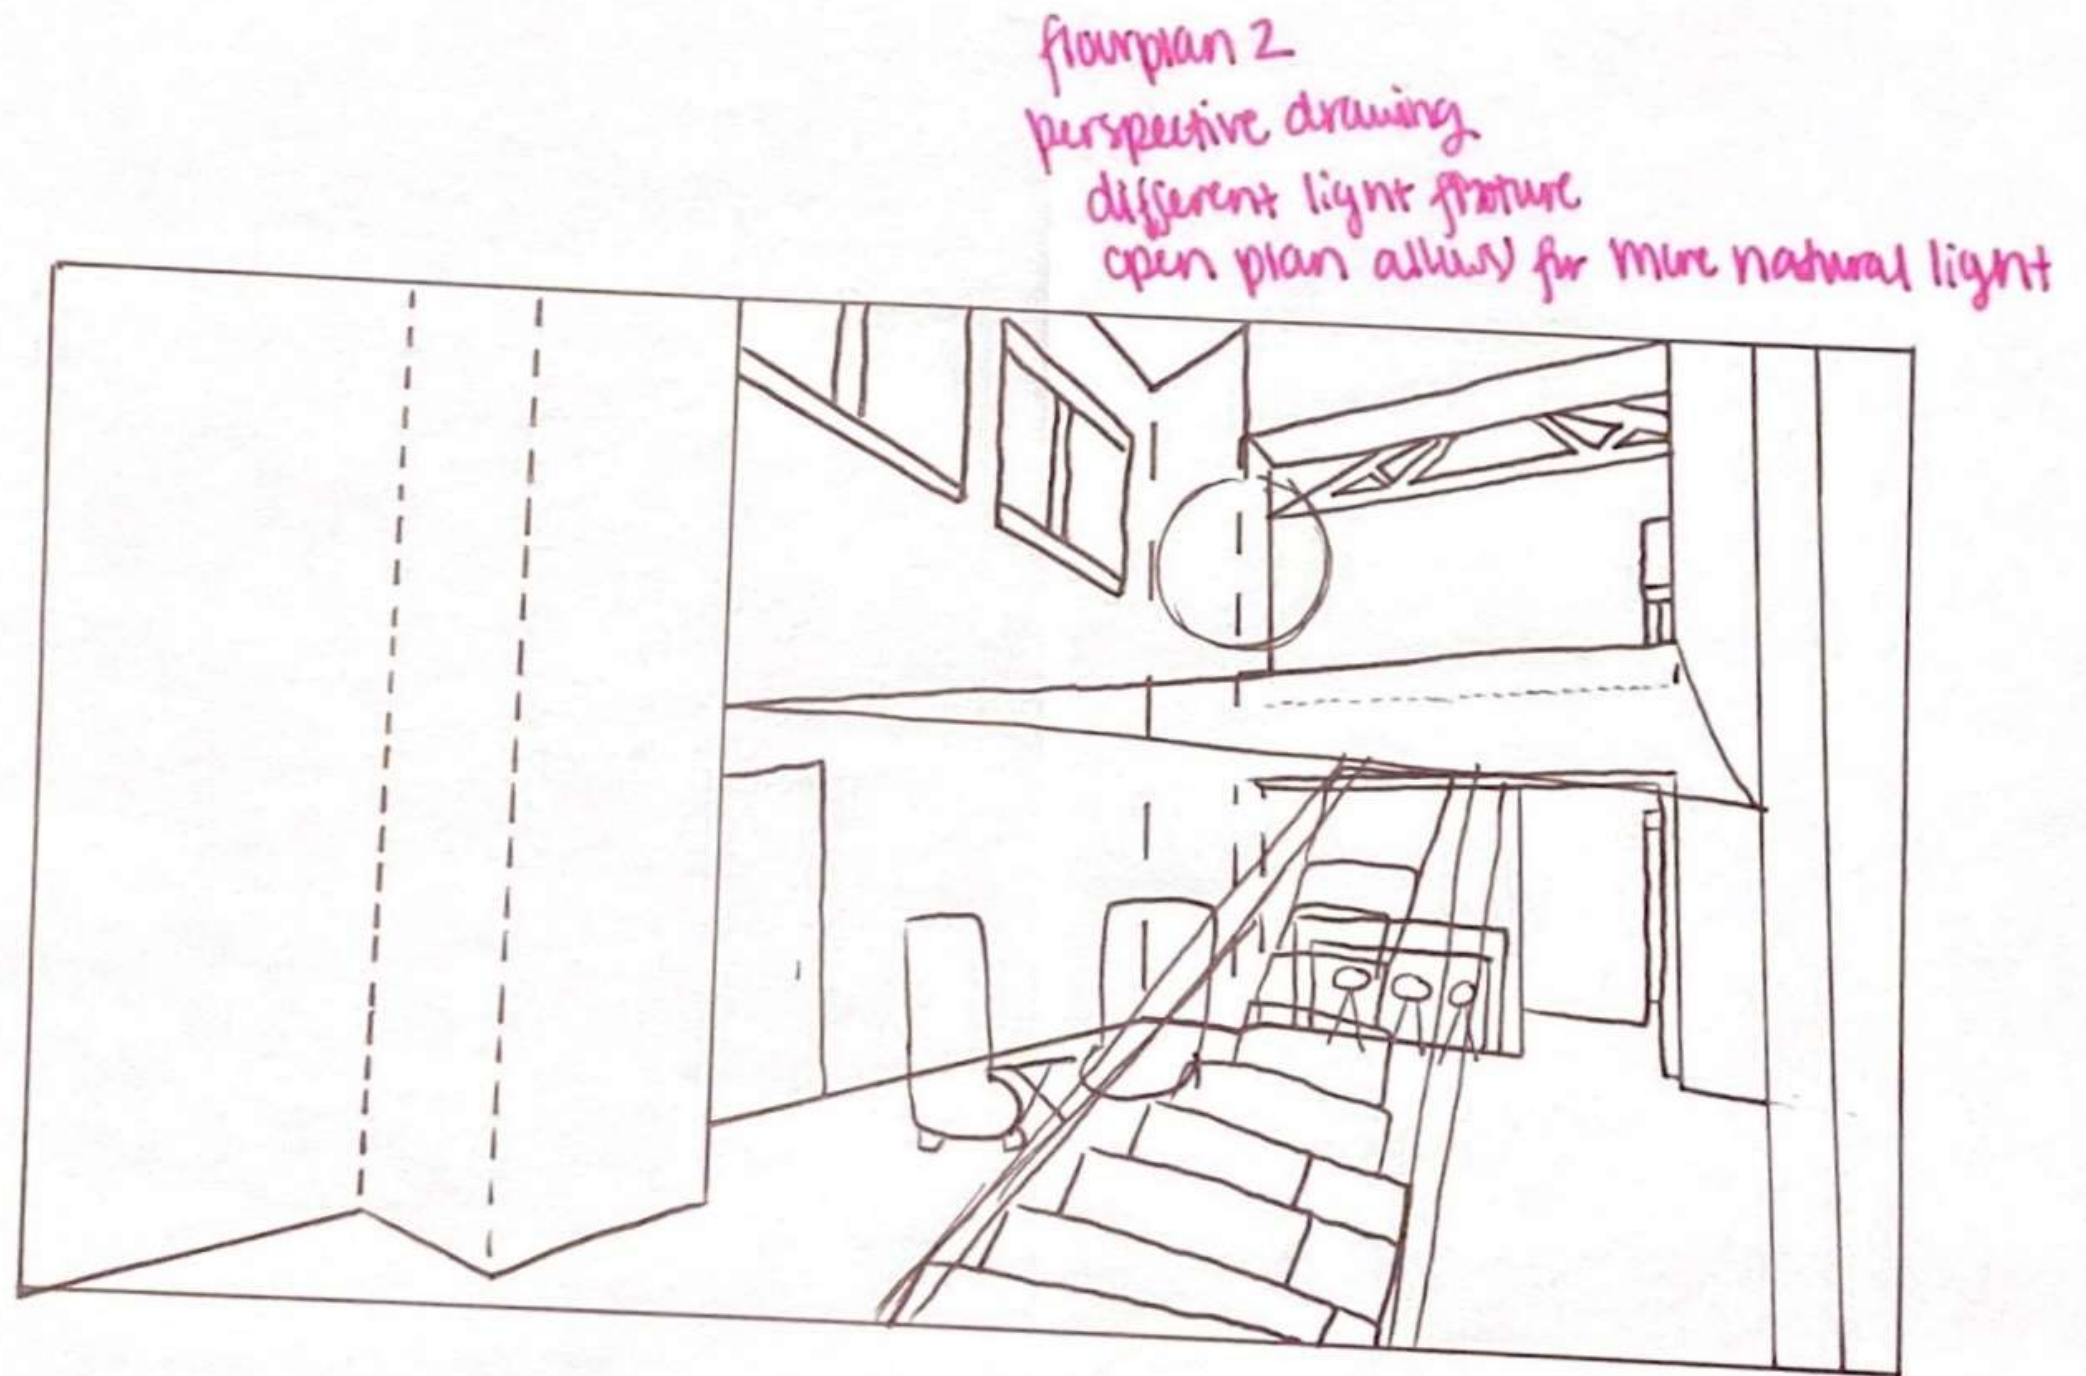 floorplan 2
perspective drawing
different light fixture
open plan allows for more natural light